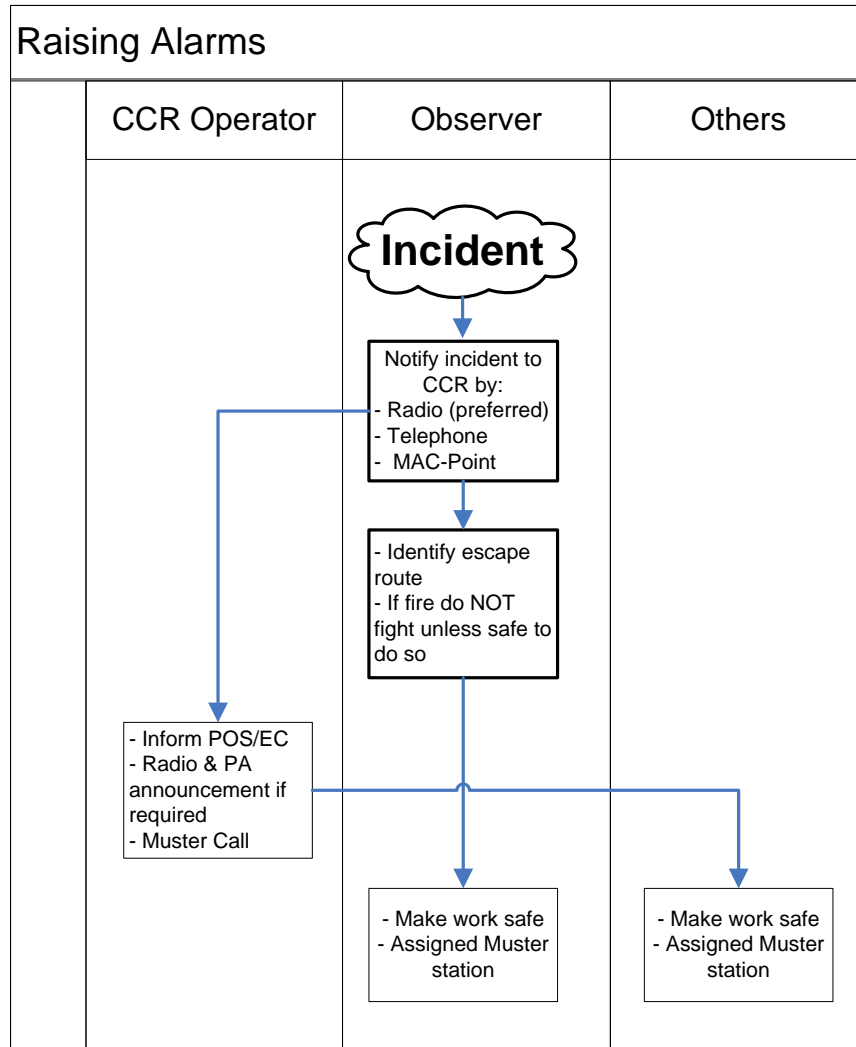 Raising Alarms
CCR Operator
Observer
Others
Incident
Notify incident to
CCR by:
- Radio (preferred)
- Telephone
- MAC-Point
- Identify escape
route
- If fire do NOT
fight unless safe to
do so
- Inform POS/EC
- Radio & PA
announcement if
required
- Muster Call
- Make work safe
- Assigned Muster
station
- Make work safe
- Assigned Muster
station